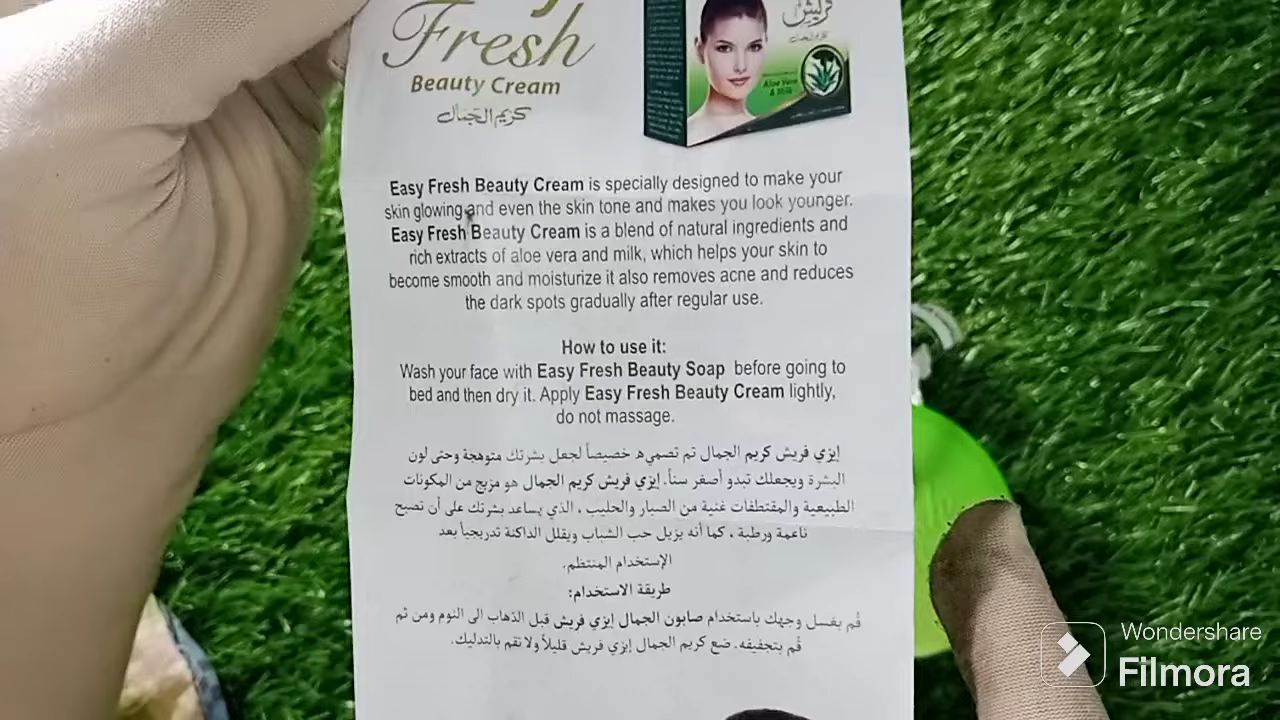 Fresh
Beauty Cream
كريم الجمال
فريش
Aloe Vera
& Milk
Easy Fresh Beauty Cream is specially designed to make your
skin glowing and even the skin tone and makes you look younger.
Easy Fresh Beauty Cream is a blend of natural ingredients and
rich extracts of aloe vera and milk, which helps your skin to
become smooth and moisturize it also removes acne and reduces
the dark spots gradually after regular use.
How to use it:
Wash your face with Easy Fresh Beauty Soap before going to
bed and then dry it. Apply Easy Fresh Beauty Cream lightly,
do not massage.
إيزي فريش كريم الجمال تم تصميه خصيصاً لجعل بشرتك متوهجة وحتى لون
البشرة ويجعلك تبدو أصغر سناً. إيزي فريش كريم الجمال هو مزيج من المكونات
الطبيعية والمقتطفات غنية من الصبار والحليب ، الذي يساعد بشرتك على أن تصبح
ناعمة ورطبة ، كما أنه يزيل حب الشباب ويقلل الداكنة تدريجياً بعد
الإستخدام المنتظم.
طريقة الاستخدام:
قُم بغسل وجهك باستخدام صابون الجمال إيزي فريش قبل الذهاب الى النوم ومن ثم
قُم بتجفيفه. ضع كريم الجمال إيزي فريش قليلاً ولا تقم بالتدليك.
Wondershare
Filmora